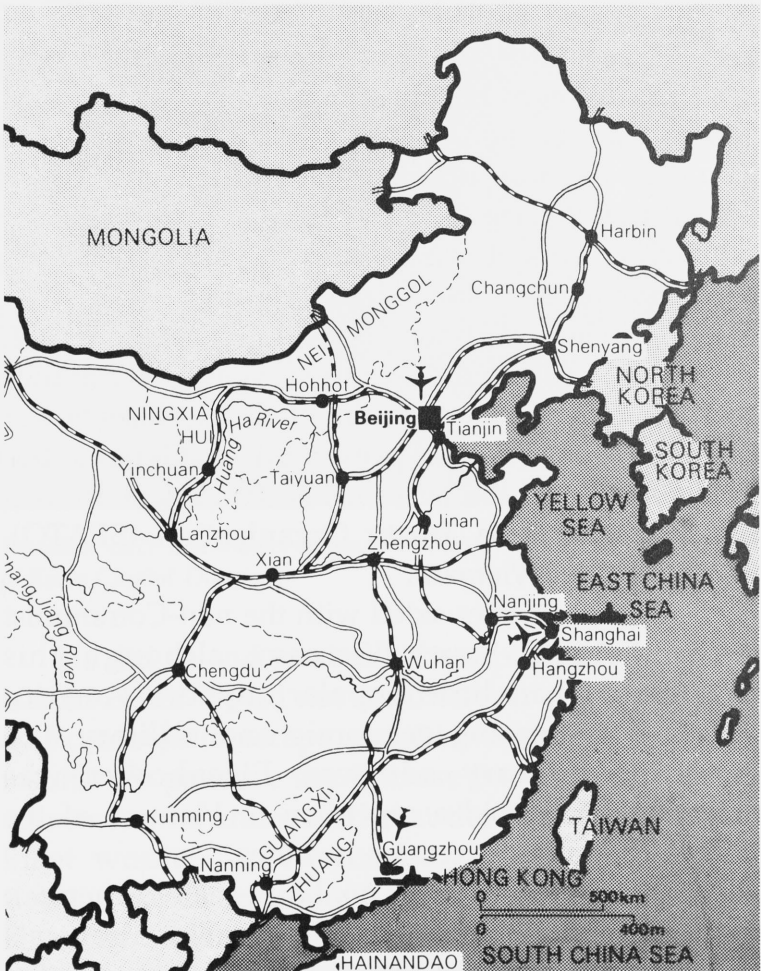 MONGOLIA
Harbin
Changchun
NEI MONGGOL
Shenyang
NORTH
KOREA
Hohhot
NINGXIA
HUI
Huang Ha River
Beijing
Tianjin
SOUTH
KOREA
Yinchuan
Taiyuan
YELLOW
SEA
Jinan
Lanzhou
Zhengzhou
Xian
EAST CHINA
SEA
Nanjing
Shanghai
Jiang River
Chengdu
Wuhan
Hangzhou
Kunming
GUANGXI
ZHUANG
TAIWAN
Guangzhou
Nanning
HONG KONG
0 500km
0 400m
SOUTH CHINA SEA
HAINANDAO